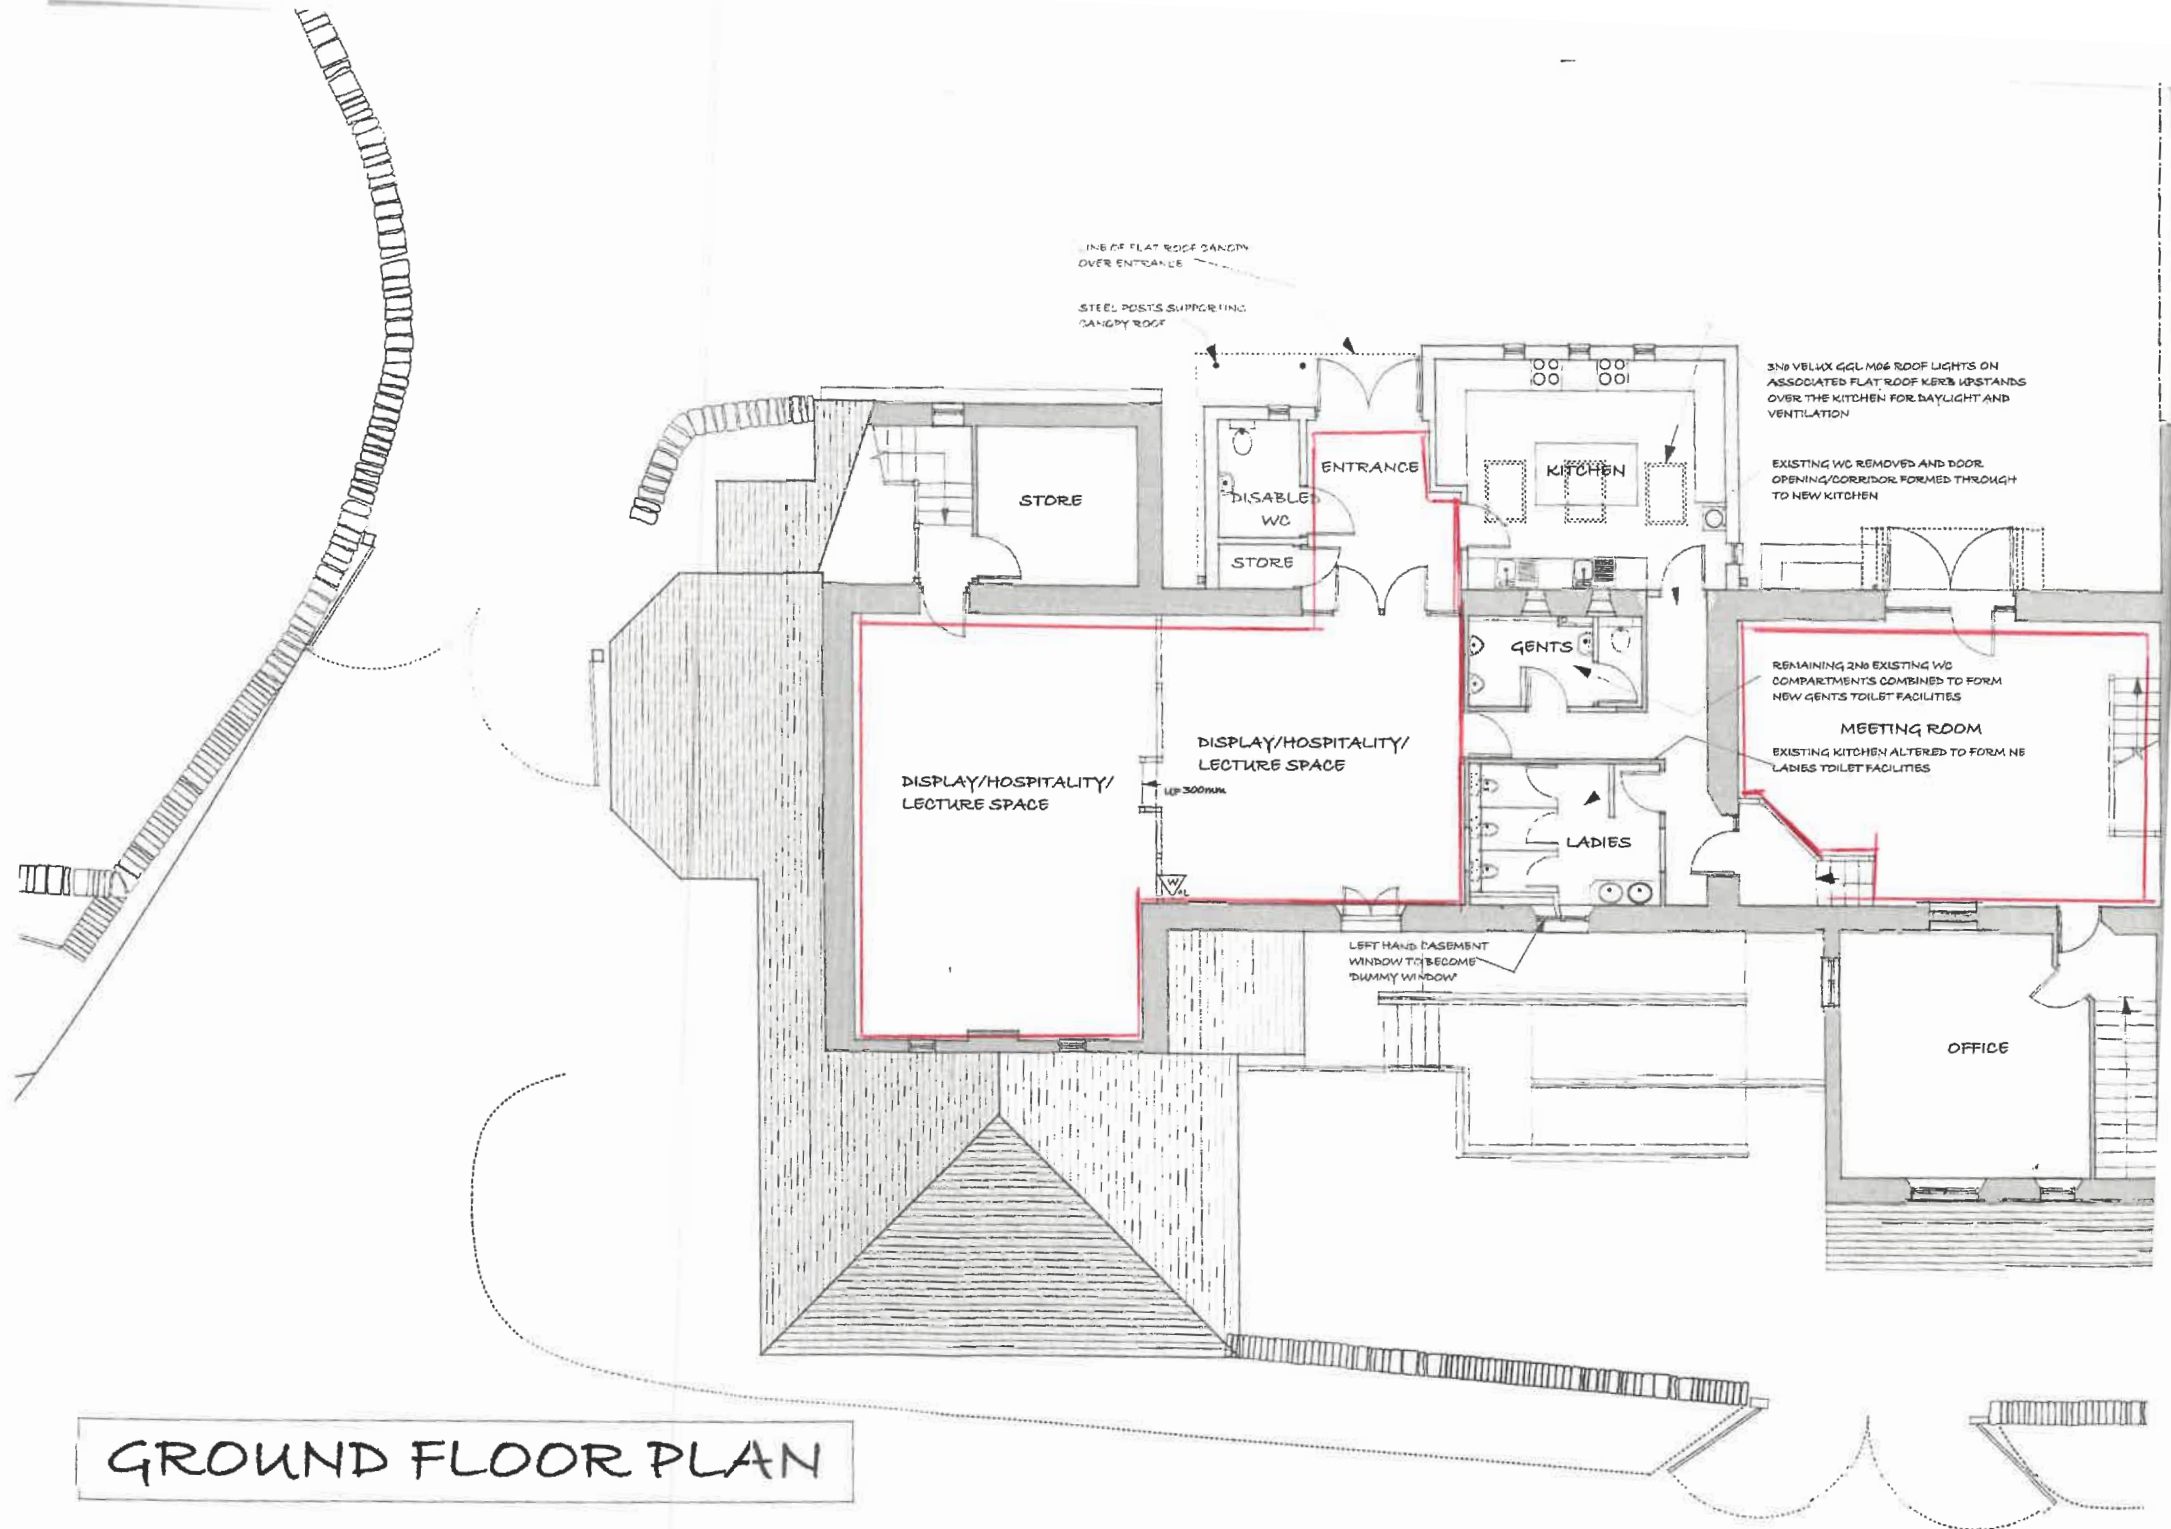 LINE OF FLAT ROOF CANOPY
OVER ENTRANCE
STEEL POSTS SUPPORTING
CANOPY ROOF
3No VELUX GGL M06 ROOF LIGHTS ON
ASSOCIATED FLAT ROOF KERB UPSTANDS
OVER THE KITCHEN FOR DAYLIGHT AND
VENTILATION
ENTRANCE
KITCHEN
EXISTING WC REMOVED AND DOOR
OPENING/CORRIDOR FORMED THROUGH
TO NEW KITCHEN
STORE
DISABLED
WC
STORE
GENTS
REMAINING 2No EXISTING WC
COMPARTMENTS COMBINED TO FORM
NEW GENTS TOILET FACILITIES
MEETING ROOM
EXISTING KITCHEN ALTERED TO FORM NE
LADIES TOILET FACILITIES
DISPLAY/HOSPITALITY/
LECTURE SPACE
DISPLAY/HOSPITALITY/
LECTURE SPACE
UP 300mm
LADIES
W
LEFT HAND CASEMENT
WINDOW TO BECOME
'DUMMY WINDOW'
OFFICE
GROUND FLOOR PLAN